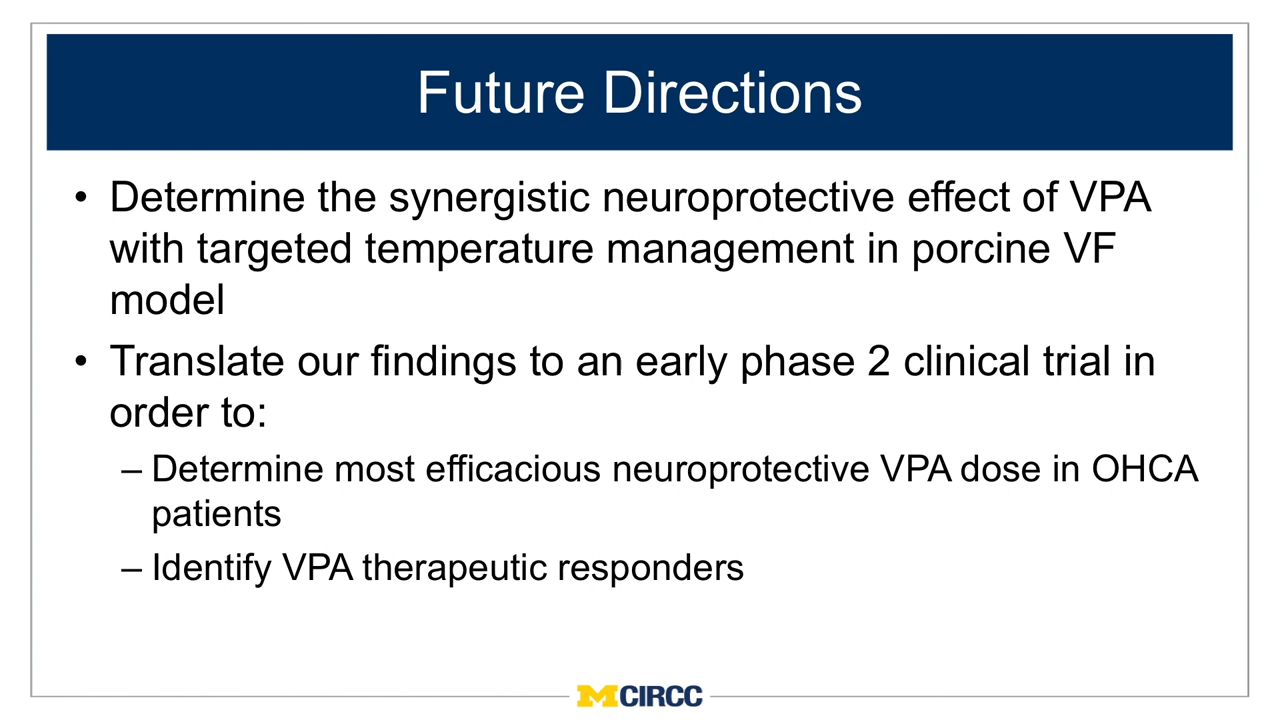 Future Directions
• Determine the synergistic neuroprotective effect of VPA
with targeted temperature management in porcine VF
model
• Translate our findings to an early phase 2 clinical trial in
order to:
– Determine most efficacious neuroprotective VPA dose in OHCA
patients
– Identify VPA therapeutic responders
MCIRCC